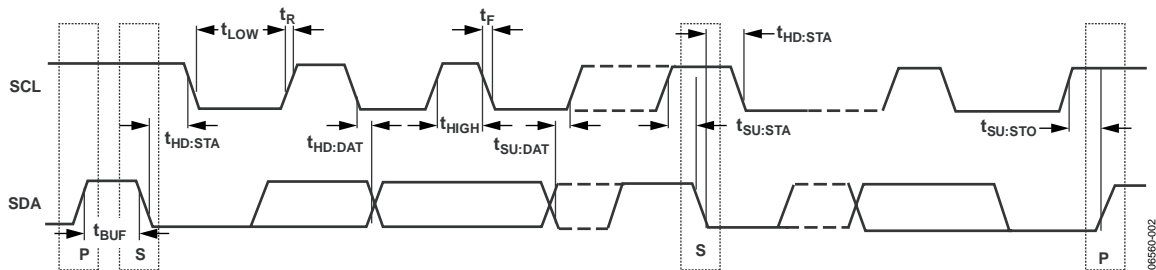 tLOW
tR
tF
tHD:STA
SCL
tHD:STA
tHD:DAT
tHIGH
tSU:DAT
tSU:STA
tSU:STO
SDA
tBUF
P
S
S
P
06560-002